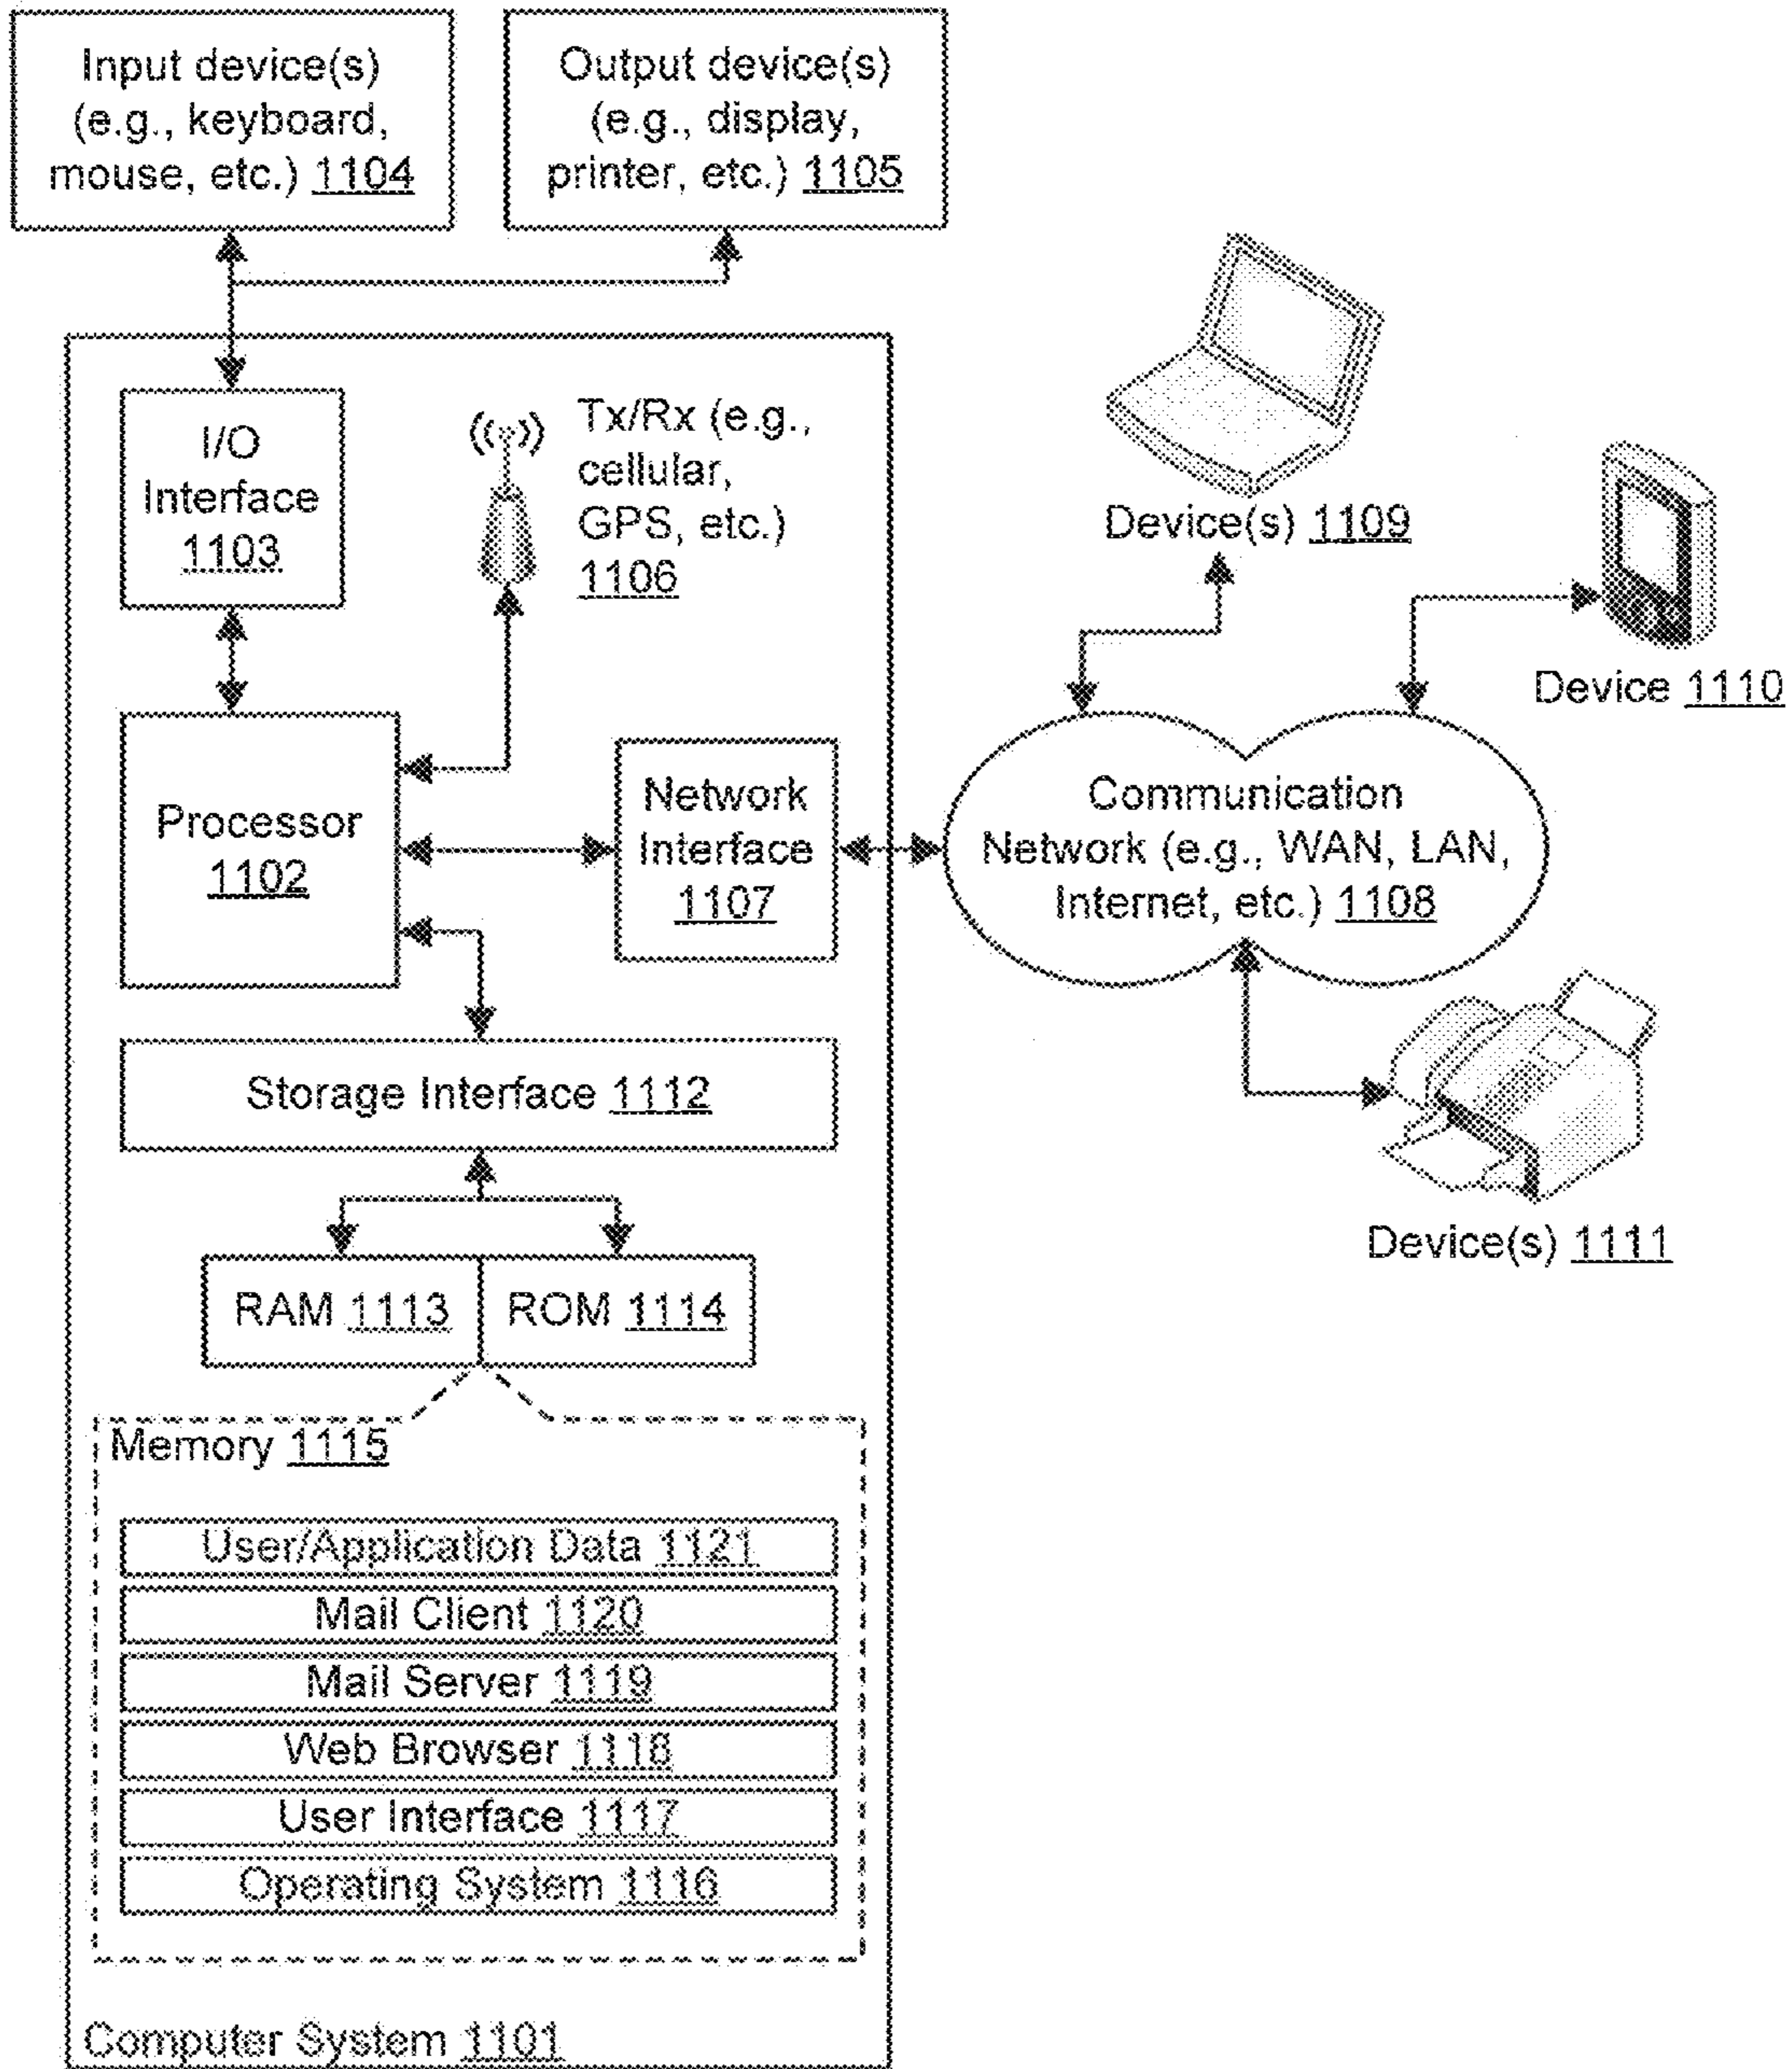 Input device(s)
(e.g., keyboard,
mouse, etc.) 1104
Output device(s)
(e.g., display,
printer, etc.) 1105
I/O
Interface
1103
Tx/Rx (e.g.,
cellular,
GPS, etc.)
1106
Device(s) 1109
Device 1110
Processor
1102
Network
Interface
1107
Communication
Network (e.g., WAN, LAN,
Internet, etc.) 1108
Storage Interface 1112
Device(s) 1111
RAM 1113
ROM 1114
Memory 1115
User/Application Data 1121
Mail Client 1120
Mail Server 1119
Web Browser 1118
User Interface 1117
Operating System 1116
Computer System 1101